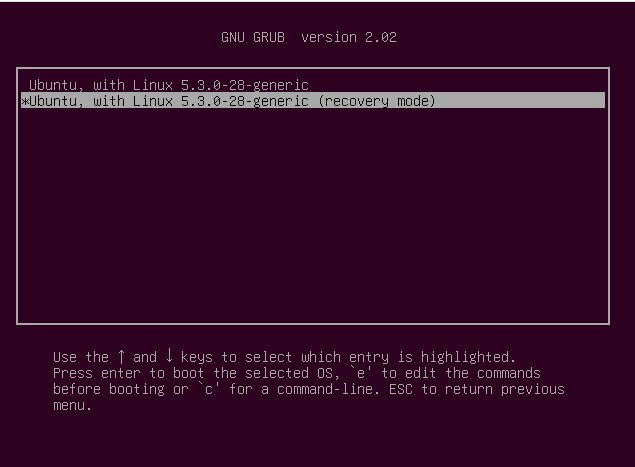 GNU GRUB  version 2.02
Ubuntu, with Linux 5.3.0-28-generic
*Ubuntu, with Linux 5.3.0-28-generic (recovery mode)
Use the ↑ and ↓ keys to select which entry is highlighted.
Press enter to boot the selected OS, `e' to edit the commands
before booting or `c' for a command-line. ESC to return previous
menu.